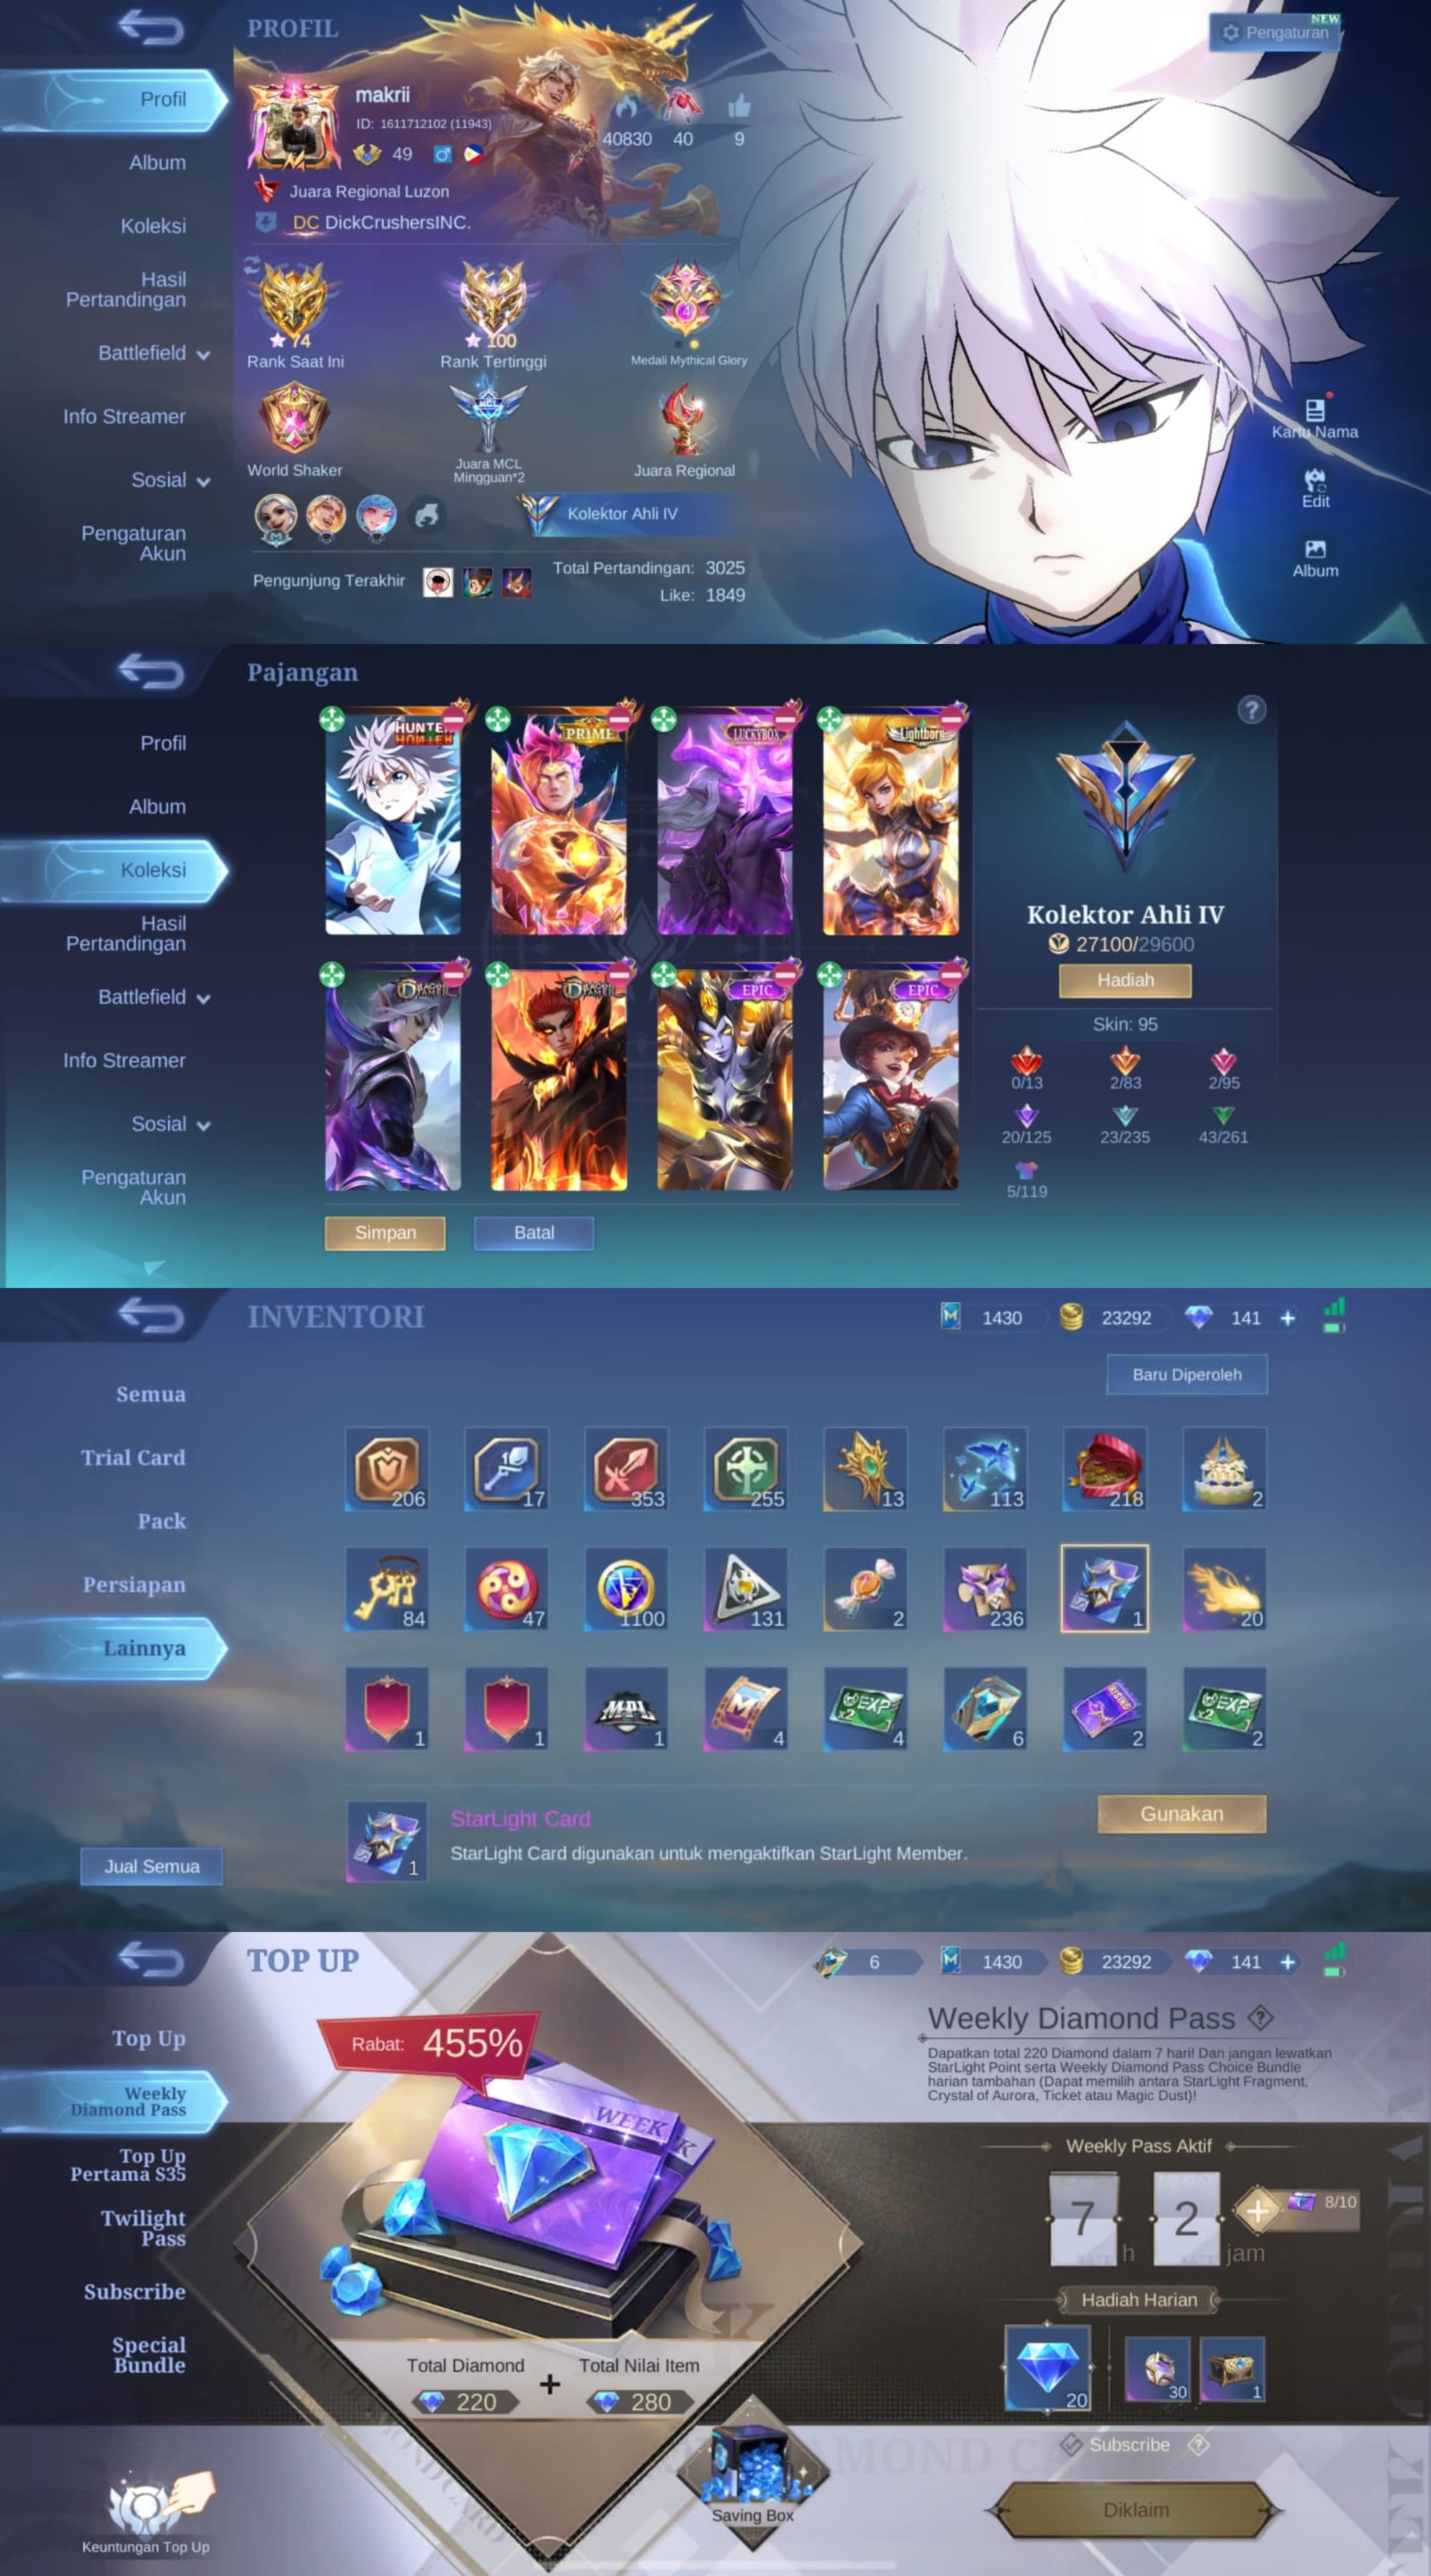 PROFIL
NEW
Pengaturan
Profil
Album
Koleksi
Hasil
Pertandingan
Battlefield
Info Streamer
Sosial
Pengaturan
Akun
makrii
ID: 1611712102 (11943)
49
40830
40
9
Juara Regional Luzon
DC DickCrushersINC.
74
100
4
Rank Saat Ini
Rank Tertinggi
Medali Mythical Glory
MCL
World Shaker
Juara MCL
Mingguan*2
Juara Regional
Kolektor Ahli IV
Pengunjung Terakhir
Total Pertandingan: 3025
Like: 1849
Kartu Nama
Edit
Album
Pajangan
Profil
Album
Koleksi
Hasil
Pertandingan
Battlefield
Info Streamer
Sosial
Pengaturan
Akun
HUNTER
HUNTER
PRIME
LUCKYBOX
Lightborn
EPIC
EPIC
Simpan
Batal
?
Kolektor Ahli IV
27100/29600
Hadiah
Skin: 95
0/13
2/83
2/95
20/125
23/235
43/261
5/119
INVENTORI
1430
23292
141
Baru Diperoleh
Semua
Trial Card
Pack
Persiapan
Lainnya
Jual Semua
206
17
353
255
13
113
218
2
84
47
1100
131
2
236
1
20
1
1
MPL
1
M
4
EXP
x2
4
6
RISING
2
EXP
x2
2
1
StarLight Card
StarLight Card digunakan untuk mengaktifkan StarLight Member.
Gunakan
TOP UP
6
1430
23292
141
Top Up
Weekly
Diamond Pass
Top Up
Pertama S35
Twilight
Pass
Subscribe
Special
Bundle
Keuntungan Top Up
Rabat: 455%
WEEK
Total Diamond
220
+
Total Nilai Item
280
Saving Box
Weekly Diamond Pass ?
Dapatkan total 220 Diamond dalam 7 hari! Dan jangan lewatkan
StarLight Point serta Weekly Diamond Pass Choice Bundle
harian tambahan (Dapat memilih antara StarLight Fragment,
Crystal of Aurora, Ticket atau Magic Dust)!
Weekly Pass Aktif
7 h 2 jam
8/10
Hadiah Harian
20
30
1
Subscribe ?
Diklaim